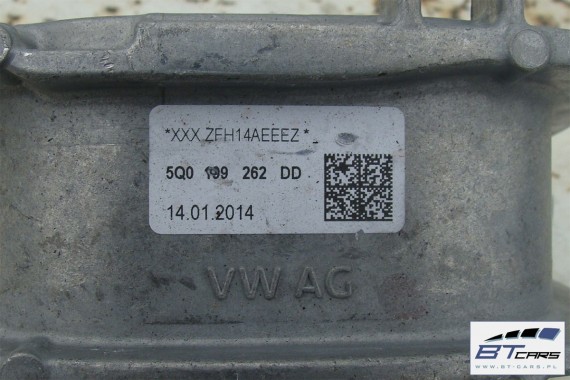 *XXX ZFH14AEEEZ*
5Q0 199 262 DD
14.01.2014
VW AG
BTCARS
WWW.BT-CARS.PL